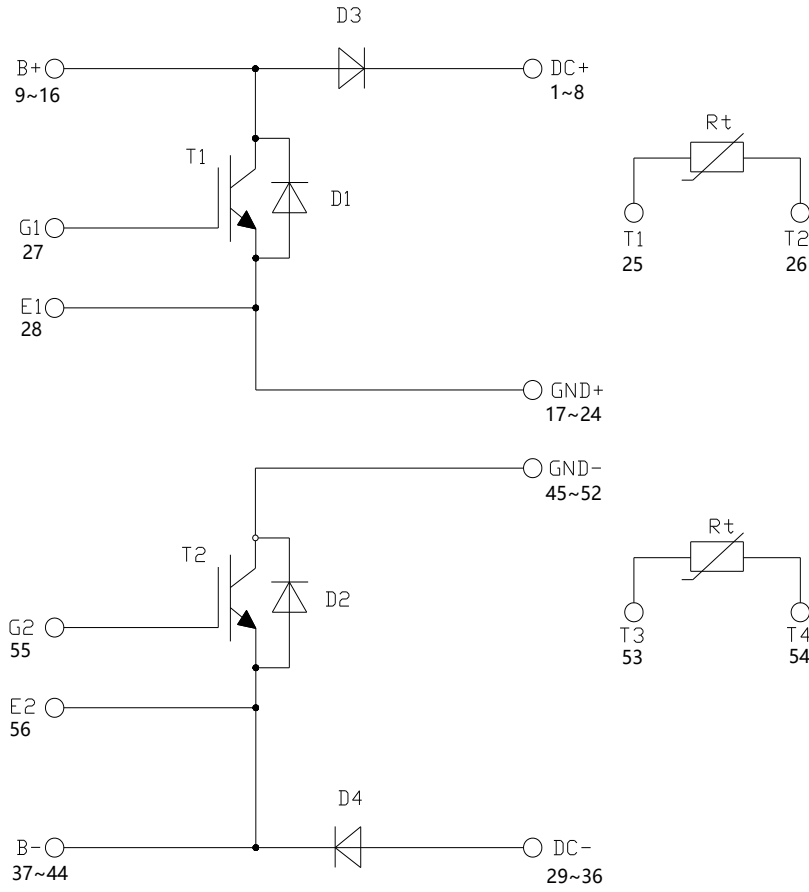 D3
B+
9~16
DC+
1~8
T1
D1
G1
27
E1
28
GND+
17~24
Rt
T1
25
T2
26
GND-
45~52
T2
D2
G2
55
E2
56
D4
B-
37~44
DC-
29~36
Rt
T3
53
T4
54